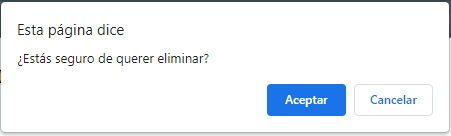 Esta página dice
¿Estás seguro de querer eliminar?
Aceptar
Cancelar